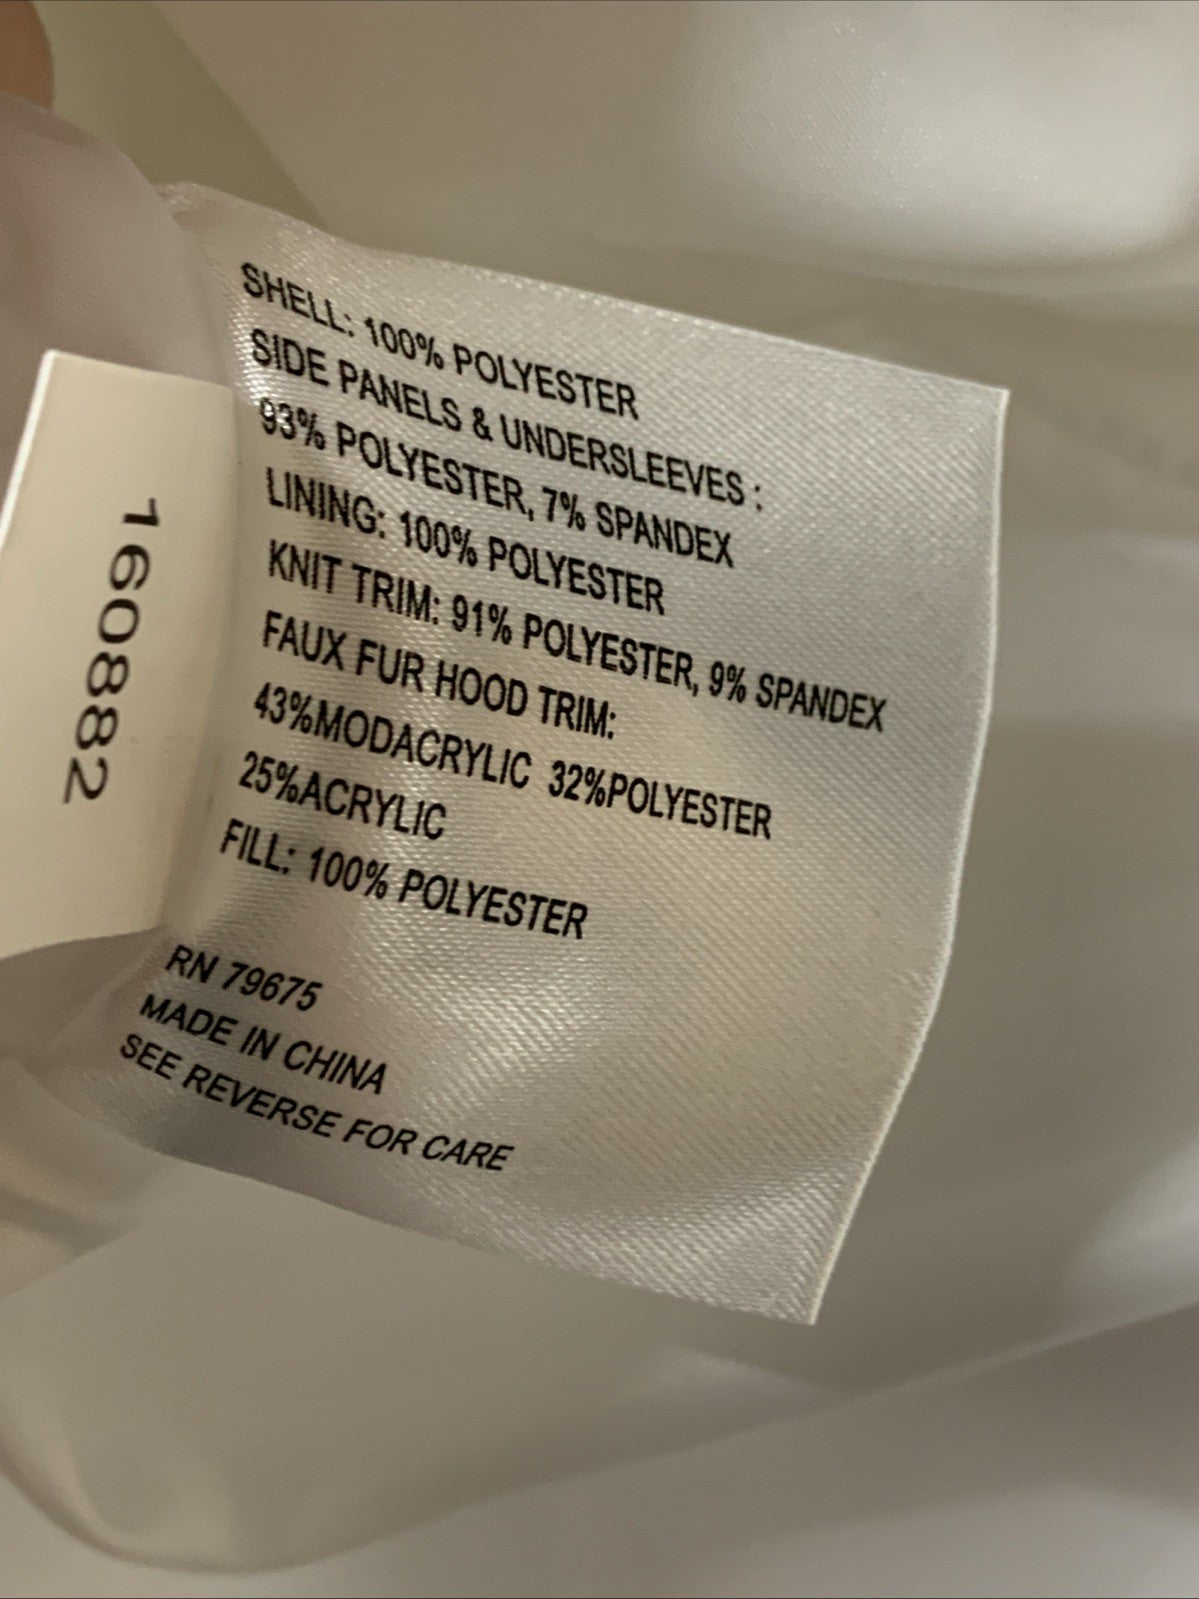 SHELL: 100% POLYESTER
SIDE PANELS & UNDERSLEEVES :
93% POLYESTER, 7% SPANDEX
LINING: 100% POLYESTER
KNIT TRIM: 91% POLYESTER, 9% SPANDEX
FAUX FUR HOOD TRIM:
43%MODACRYLIC 32%POLYESTER
25%ACRYLIC
FILL: 100% POLYESTER
RN 79675
MADE IN CHINA
SEE REVERSE FOR CARE
160882